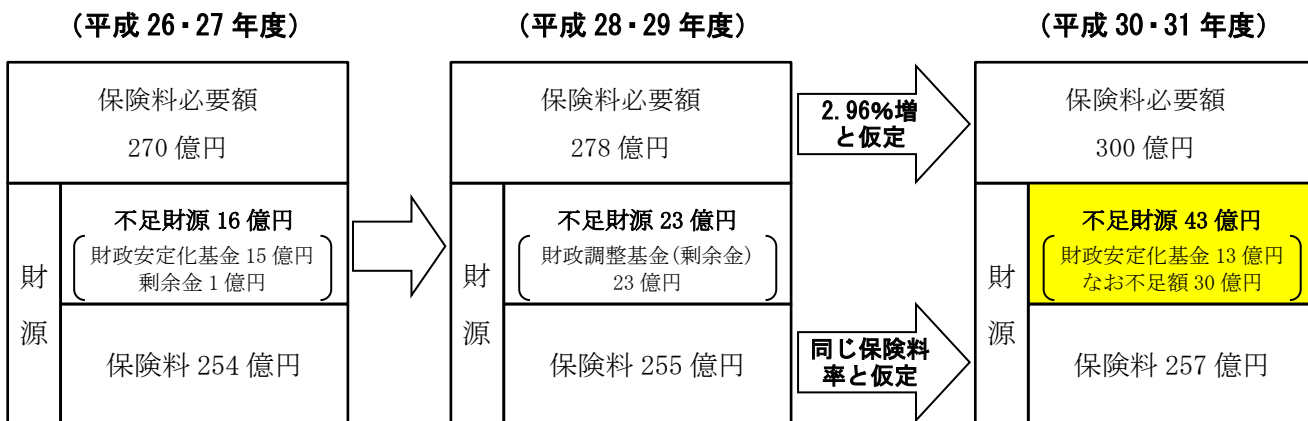 （平成 26・27 年度）
保険料必要額
270 億円
財源
不足財源 16 億円
財政安定化基金 15 億円
剰余金 1 億円
保険料 254 億円
（平成 28・29 年度）
保険料必要額
278 億円
財源
不足財源 23 億円
財政調整基金(剰余金)
23 億円
保険料 255 億円
2.96%増
と仮定
同じ保険料
率と仮定
（平成 30・31 年度）
保険料必要額
300 億円
財源
不足財源 43 億円
財政安定化基金 13 億円
なお不足額 30 億円
保険料 257 億円